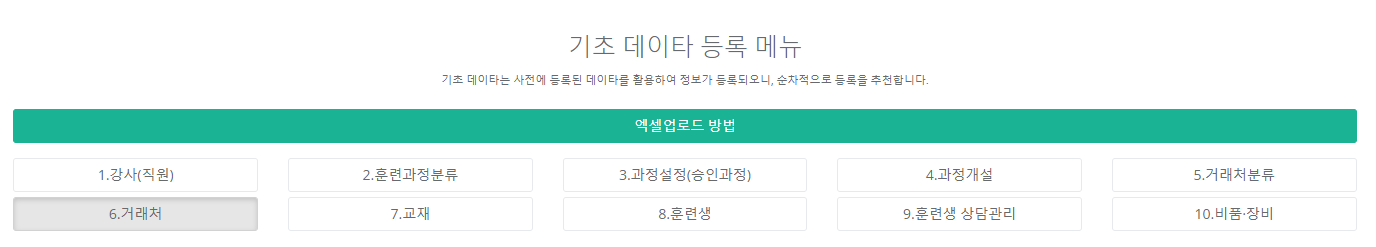 기초 데이타 등록 메뉴
기초 데이타는 사전에 등록된 데이타를 활용하여 정보가 등록되오니, 순차적으로 등록을 추천합니다.
엑셀업로드 방법
1.강사(직원) 2.훈련과정분류 3.과정설정(승인과정) 4.과정개설 5.거래처분류
6.거래처 7.교재 8.훈련생 9.훈련생 상담관리 10.비품·장비